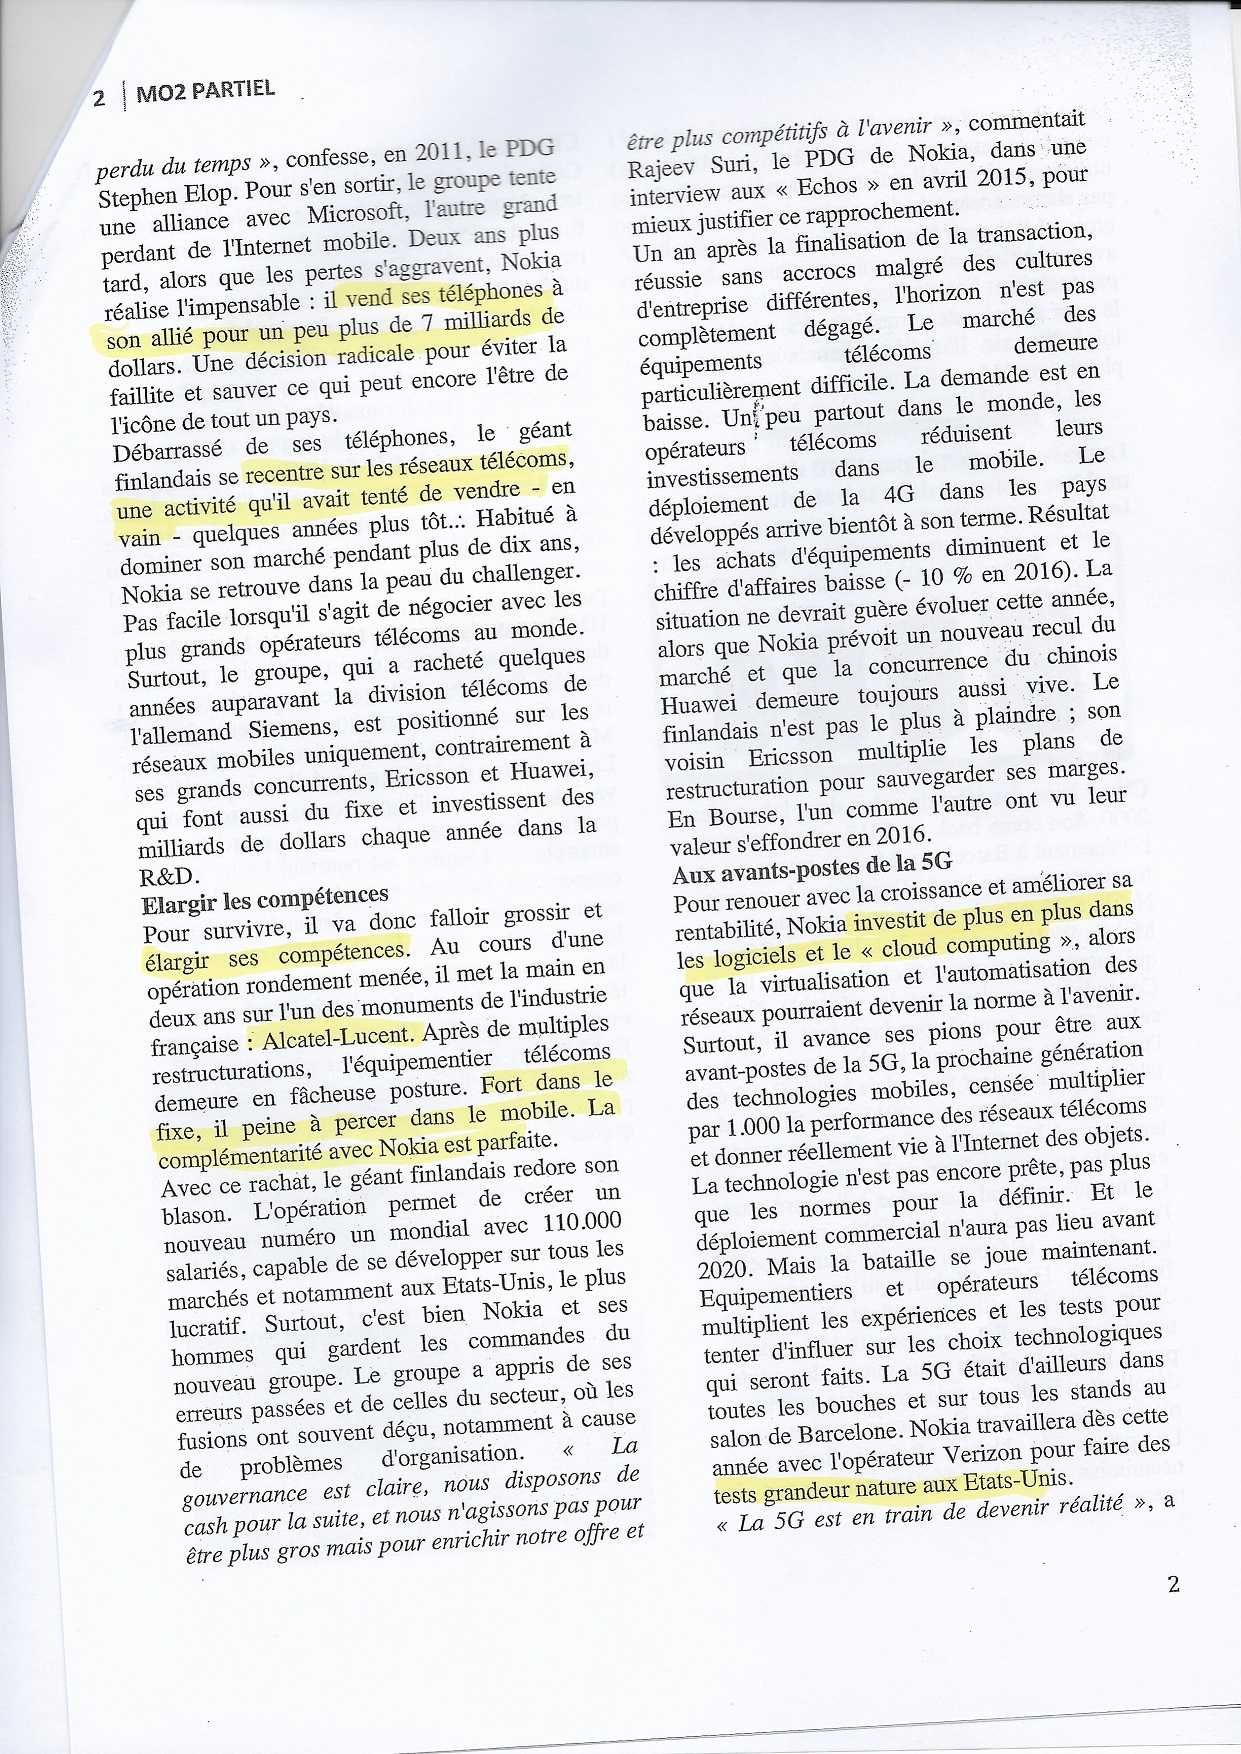 2 | MO2 PARTIEL
perdu du temps », confesse, en 2011, le PDG
Stephen Elop. Pour s'en sortir, le groupe tente
une alliance avec Microsoft, l'autre grand
perdant de l'Internet mobile. Deux ans plus
tard, alors que les pertes s'aggravent, Nokia
réalise l'impensable : il vend ses téléphones à
son allié pour un peu plus de 7 milliards de
dollars. Une décision radicale pour éviter la
faillite et sauver ce qui peut encore l'être de
l'icône de tout un pays.
Débarrassé de ses téléphones, le géant
finlandais se recentre sur les réseaux télécoms,
une activité qu'il avait tenté de vendre - en
vain - quelques années plus tôt... Habitué à
dominer son marché pendant plus de dix ans,
Nokia se retrouve dans la peau du challenger.
Pas facile lorsqu'il s'agit de négocier avec les
plus grands opérateurs télécoms au monde.
Surtout, le groupe, qui a racheté quelques
années auparavant la division télécoms de
l'allemand Siemens, est positionné sur les
réseaux mobiles uniquement, contrairement à
ses grands concurrents, Ericsson et Huawei,
qui font aussi du fixe et investissent des
milliards de dollars chaque année dans la
R&D.
Elargir les compétences
Pour survivre, il va donc falloir grossir et
élargir ses compétences. Au cours d'une
opération rondement menée, il met la main en
deux ans sur l'un des monuments de l'industrie
française : Alcatel-Lucent. Après de multiples
restructurations, l'équipementier télécoms
demeure en fâcheuse posture. Fort dans le
fixe, il peine à percer dans le mobile. La
complémentarité avec Nokia est parfaite.
Avec ce rachat, le géant finlandais redore son
blason. L'opération permet de créer un
nouveau numéro un mondial avec 110.000
salariés, capable de se développer sur tous les
marchés et notamment aux Etats-Unis, le plus
lucratif. Surtout, c'est bien Nokia et ses
hommes qui gardent les commandes du
nouveau groupe. Le groupe a appris de ses
erreurs passées et de celles du secteur, où les
fusions ont souvent déçu, notamment à cause
de problèmes d'organisation. « La
gouvernance est claire, nous disposons de
cash pour la suite, et nous n'agissons pas pour
être plus gros mais pour enrichir notre offre et
être plus compétitifs à l'avenir », commentait
Rajeev Suri, le PDG de Nokia, dans une
interview aux « Echos » en avril 2015, pour
mieux justifier ce rapprochement.
Un an après la finalisation de la transaction,
réussie sans accrocs malgré des cultures
d'entreprise différentes, l'horizon n'est pas
complètement dégagé. Le marché des
équipements télécoms demeure
particulièrement difficile. La demande est en
baisse. Un peu partout dans le monde, les
opérateurs télécoms réduisent leurs
investissements dans le mobile. Le
déploiement de la 4G dans les pays
développés arrive bientôt à son terme. Résultat
: les achats d'équipements diminuent et le
chiffre d'affaires baisse (- 10 % en 2016). La
situation ne devrait guère évoluer cette année,
alors que Nokia prévoit un nouveau recul du
marché et que la concurrence du chinois
Huawei demeure toujours aussi vive. Le
finlandais n'est pas le plus à plaindre ; son
voisin Ericsson multiplie les plans de
restructuration pour sauvegarder ses marges.
En Bourse, l'un comme l'autre ont vu leur
valeur s'effondrer en 2016.
Aux avants-postes de la 5G
Pour renouer avec la croissance et améliorer sa
rentabilité, Nokia investit de plus en plus dans
les logiciels et le « cloud computing », alors
que la virtualisation et l'automatisation des
réseaux pourraient devenir la norme à l'avenir.
Surtout, il avance ses pions pour être aux
avant-postes de la 5G, la prochaine génération
des technologies mobiles, censée multiplier
par 1.000 la performance des réseaux télécoms
et donner réellement vie à l'Internet des objets.
La technologie n'est pas encore prête, pas plus
que les normes pour la définir. Et le
déploiement commercial n'aura pas lieu avant
2020. Mais la bataille se joue maintenant.
Equipementiers et opérateurs télécoms
multiplient les expériences et les tests pour
tenter d'influer sur les choix technologiques
qui seront faits. La 5G était d'ailleurs dans
toutes les bouches et sur tous les stands au
salon de Barcelone. Nokia travaillera dès cette
année avec l'opérateur Verizon pour faire des
tests grandeur nature aux Etats-Unis.
« La 5G est en train de devenir réalité », a
2